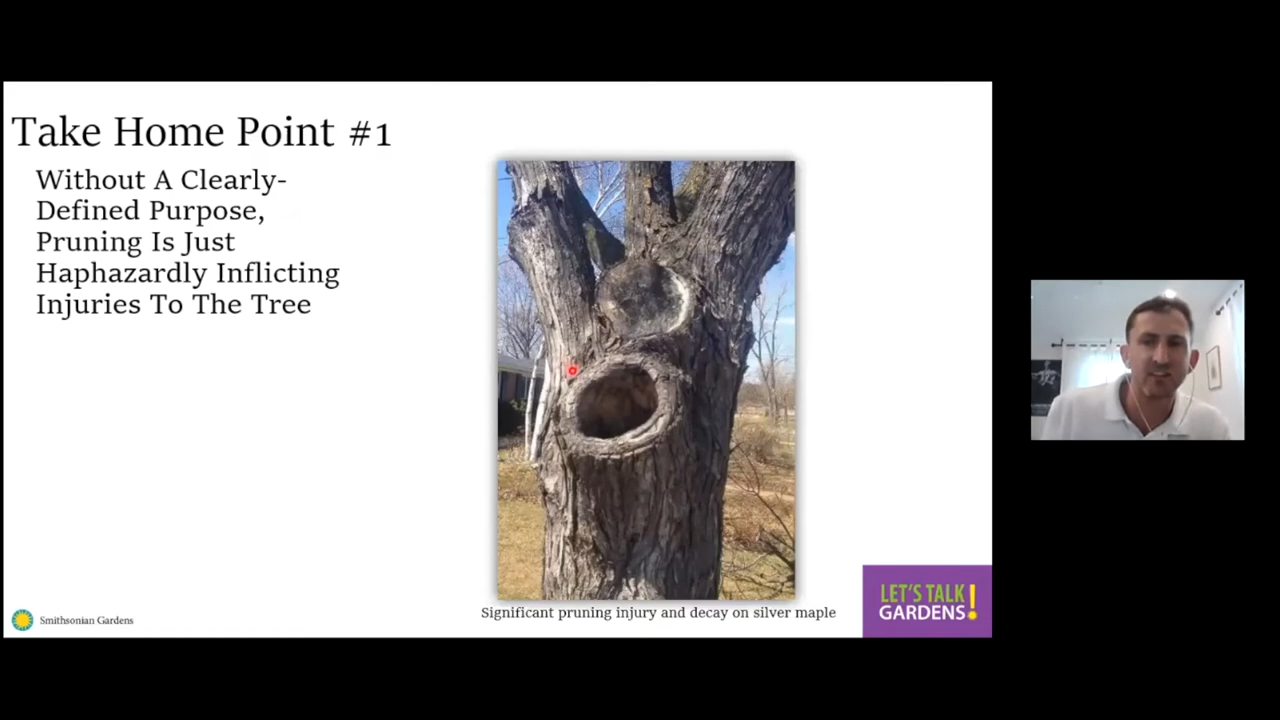 Take Home Point #1
Without A Clearly-
Defined Purpose,
Pruning Is Just
Haphazardly Inflicting
Injuries To The Tree
Significant pruning injury and decay on silver maple
Smithsonian Gardens
LET'S TALK
GARDENS!